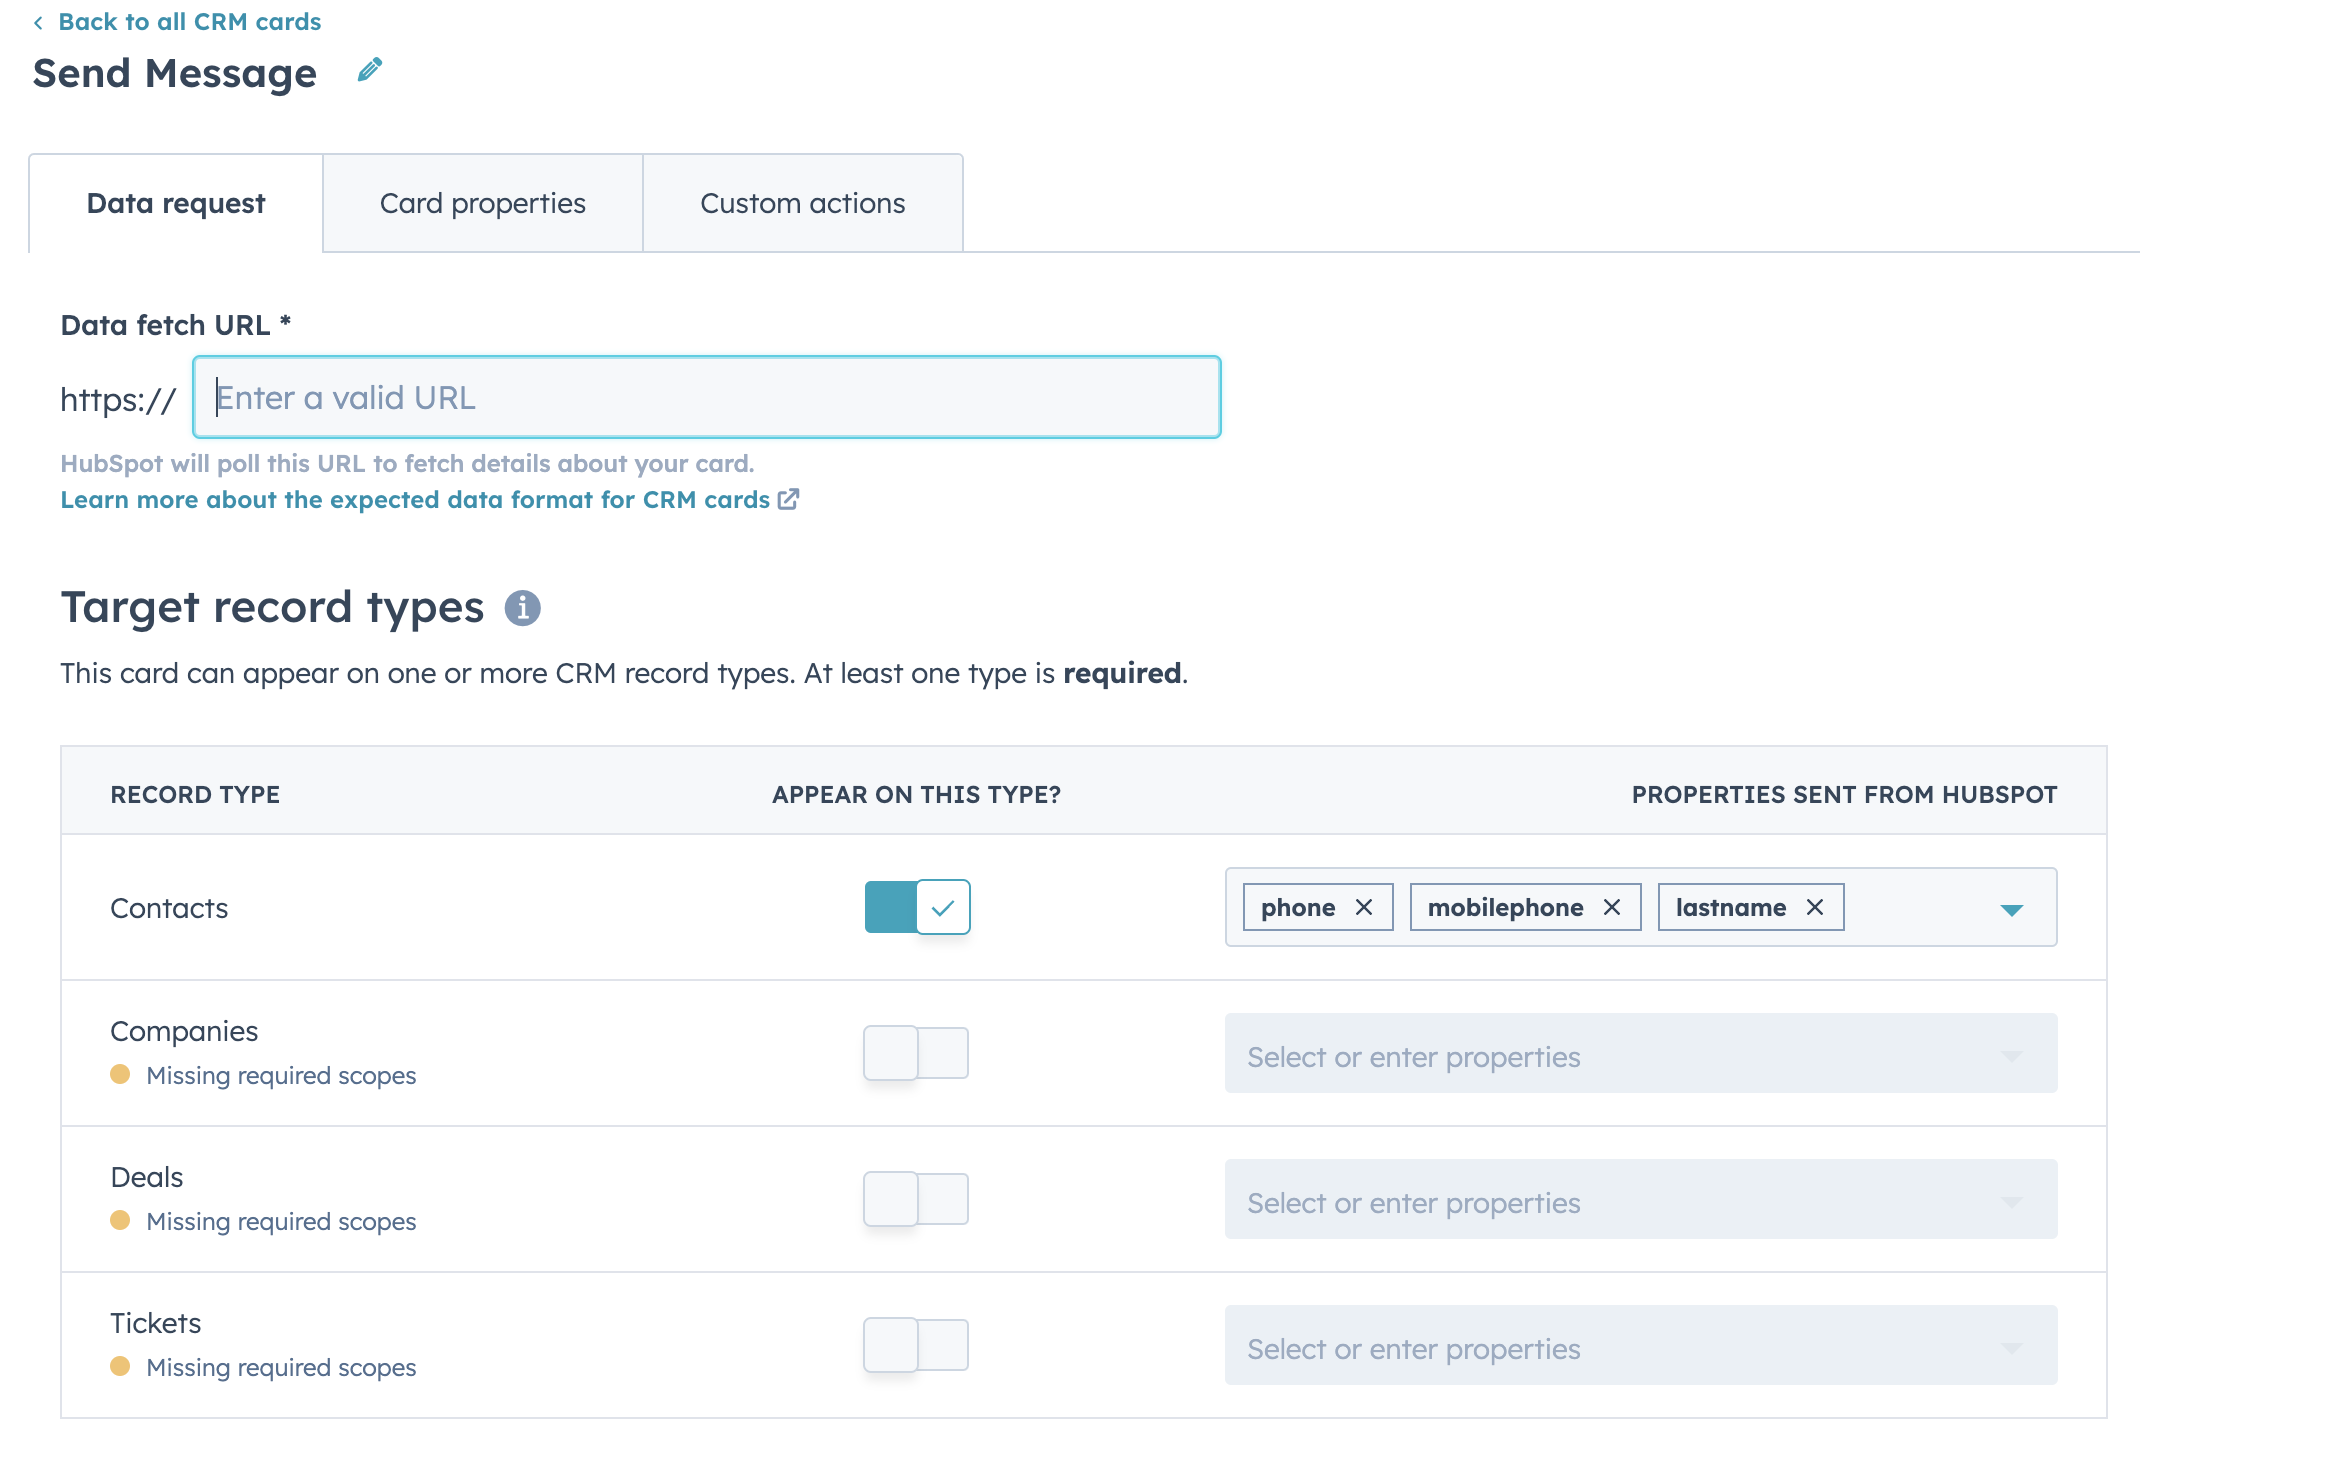 Back to all CRM cards
Send Message
Data request
Card properties
Custom actions
Data fetch URL *
https://
Enter a valid URL
HubSpot will poll this URL to fetch details about your card.
Learn more about the expected data format for CRM cards
Target record types
This card can appear on one or more CRM record types. At least one type is required.
RECORD TYPE
APPEAR ON THIS TYPE?
PROPERTIES SENT FROM HUBSPOT
Contacts
phone
mobilephone
lastname
Companies
Missing required scopes
Select or enter properties
Deals
Missing required scopes
Select or enter properties
Tickets
Missing required scopes
Select or enter properties